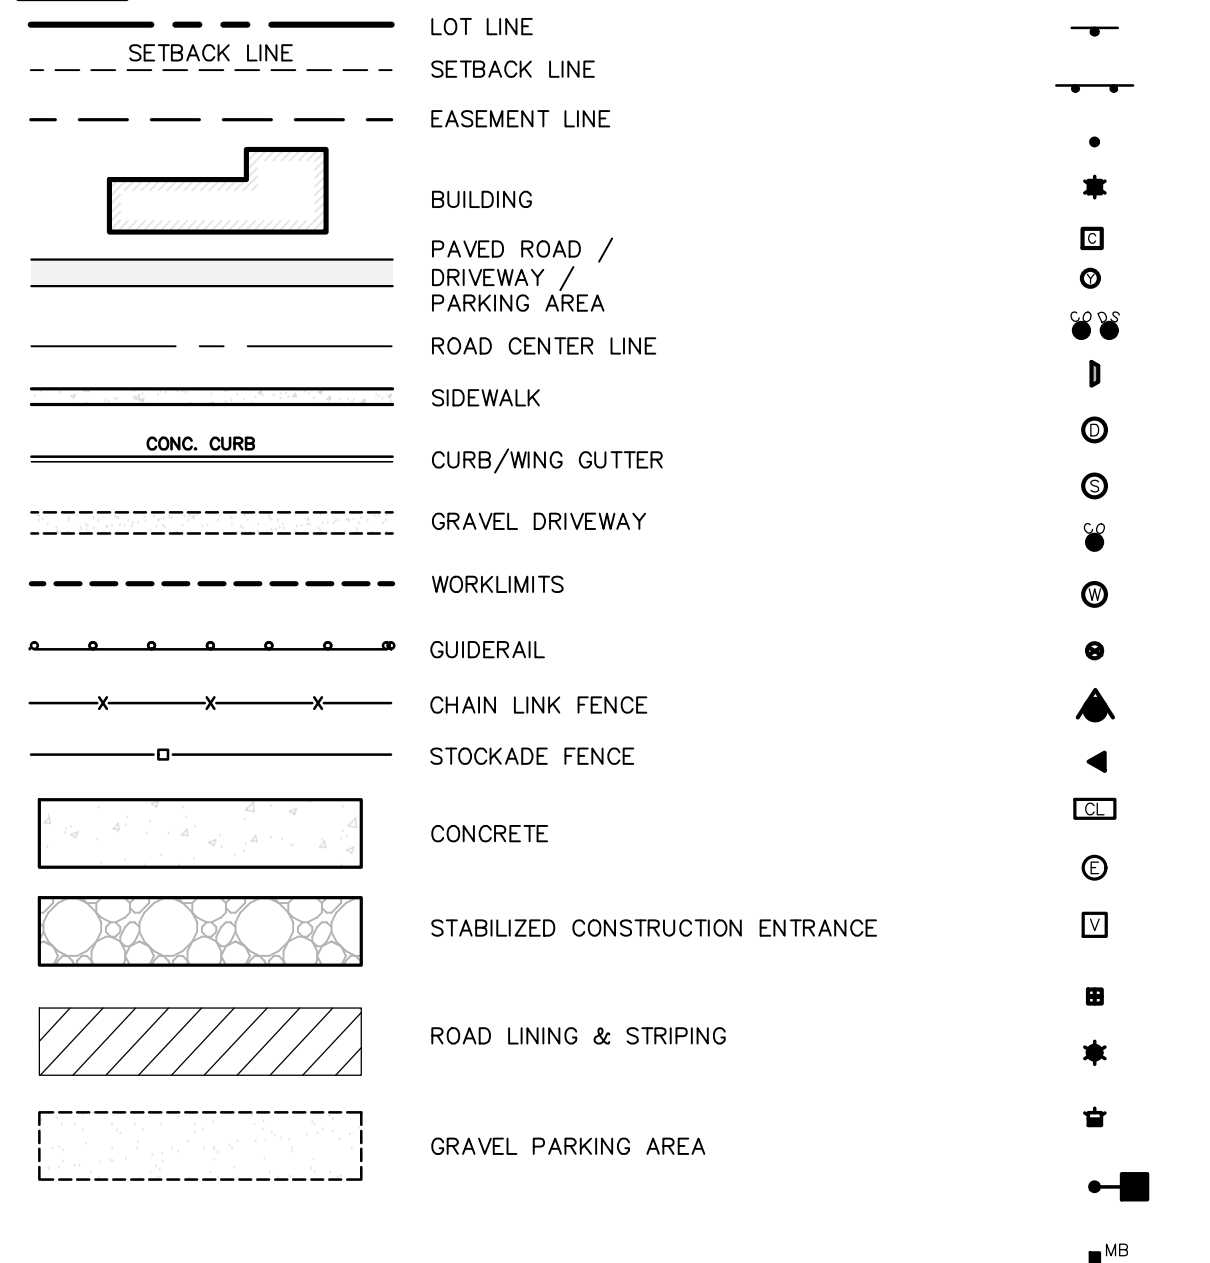 LOT LINE
SETBACK LINE
SETBACK LINE
EASEMENT LINE
BUILDING
PAVED ROAD /
DRIVEWAY /
PARKING AREA
ROAD CENTER LINE
SIDEWALK
CONC. CURB
CURB/WING GUTTER
GRAVEL DRIVEWAY
WORKLIMITS
GUIDERAIL
X X X
CHAIN LINK FENCE
STOCKADE FENCE
CONCRETE
STABILIZED CONSTRUCTION ENTRANCE
ROAD LINING & STRIPING
GRAVEL PARKING AREA
C
Y
CO DS
D
S
CO
W
CL
E
V
MB